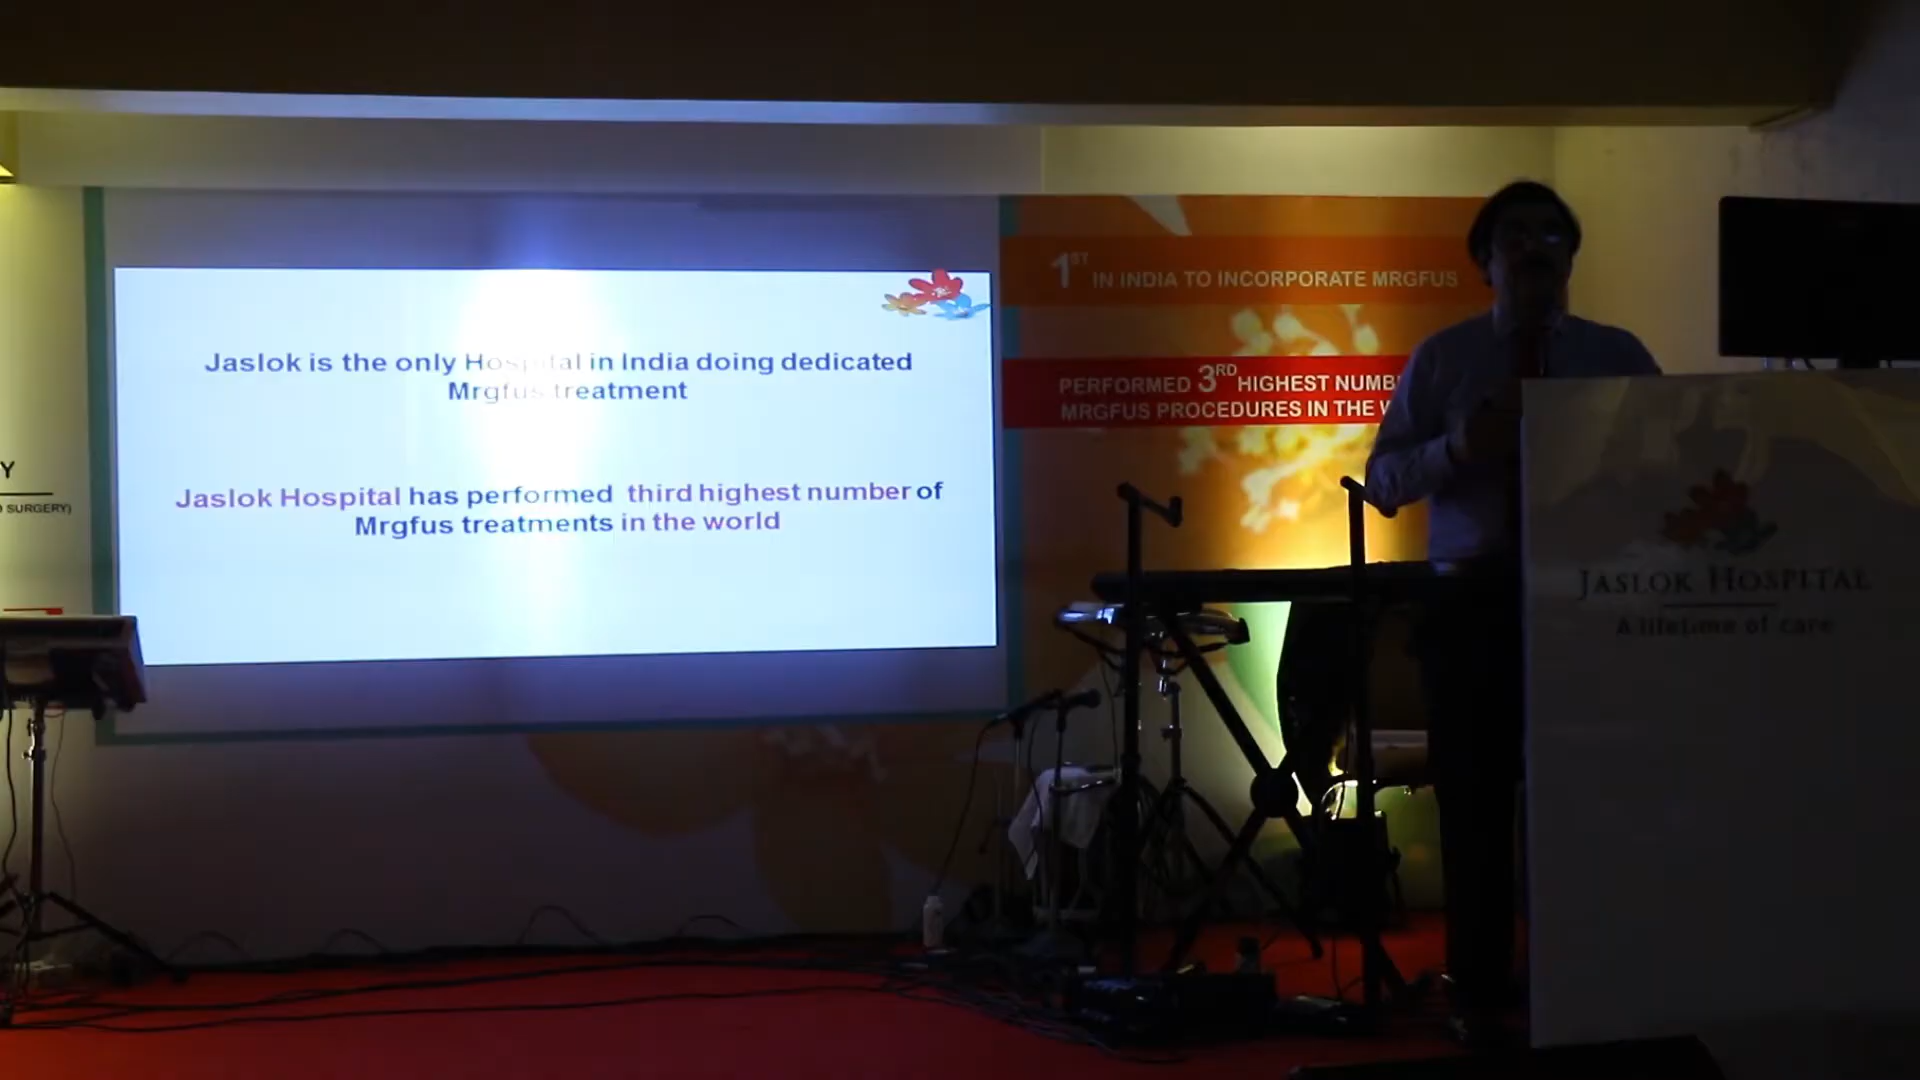 Jaslok is the only Hospital in India doing dedicated
Mrgfus treatment
Jaslok Hospital has performed third highest number of
Mrgfus treatments in the world
1ST IN INDIA TO INCORPORATE MRGFUS
PERFORMED 3RD HIGHEST NUMB
MRGFUS PROCEDURES IN THE
Y
SURGERY)
JASLOK HOSPITAL
A lifetime of care